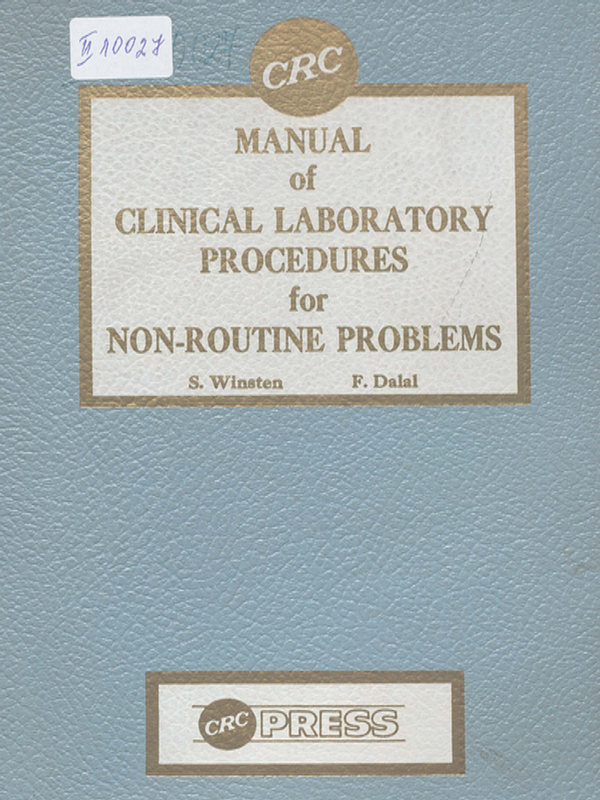 II 10027
CRC
MANUAL
of
CLINICAL LABORATORY
PROCEDURES
for
NON-ROUTINE PROBLEMS
S. Winsten F. Dalal
CRC PRESS